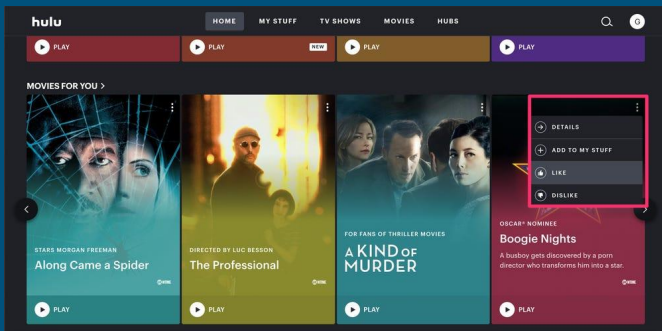 hulu
HOME MY STUFF TV SHOWS MOVIES HUBS
G
PLAY
PLAY NEW
PLAY
PLAY
MOVIES FOR YOU >
STARS MORGAN FREEMAN
Along Came a Spider
SHOWTIME
PLAY
DIRECTED BY LUC BESSON
The Professional
SHOWTIME
PLAY
FOR FANS OF THRILLER MOVIES
A KIND OF
MURDER
PLAY
DETAILS
ADD TO MY STUFF
LIKE
DISLIKE
OSCAR® NOMINEE
Boogie Nights
A busboy gets discovered by a porn
director who transforms him into a star.
SHOWTIME
PLAY